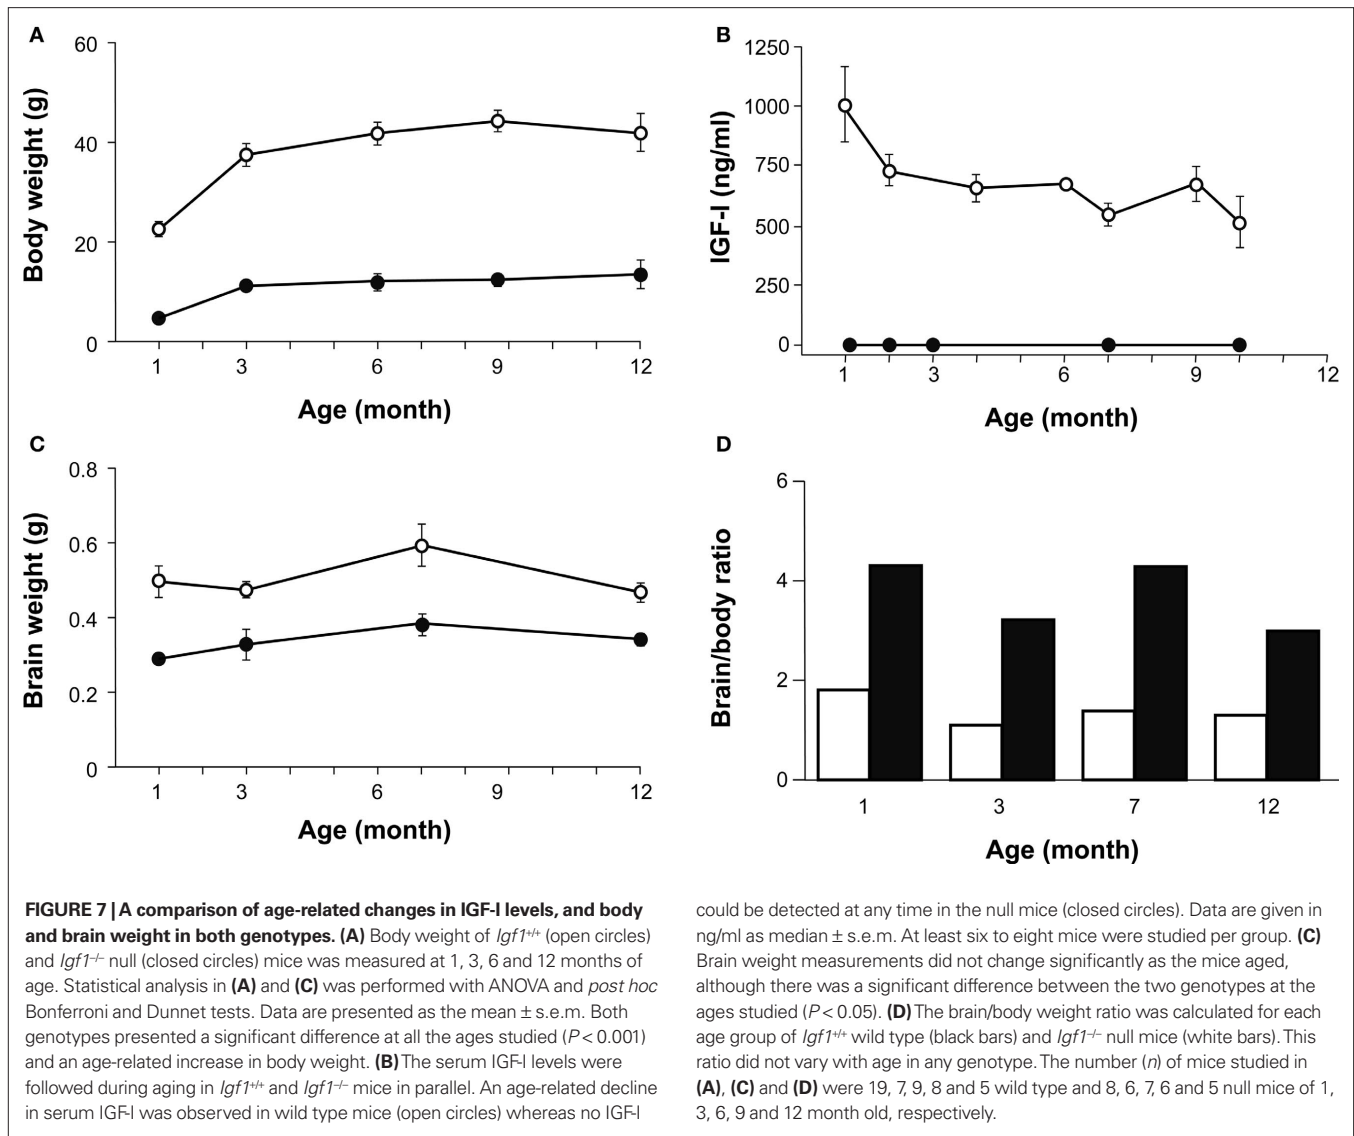 A
60
40
20
0
Body weight (g)
1
3
6
9
12
Age (month)
B
1250
1000
750
500
250
0
IGF-I (ng/ml)
1
3
6
9
12
Age (month)
C
0.8
0.6
0.4
0.2
0
Brain weight (g)
1
3
6
9
12
Age (month)
D
6
4
2
0
Brain/body ratio
1
3
7
12
Age (month)
FIGURE 7 | A comparison of age-related changes in IGF-I levels, and body
and brain weight in both genotypes. (A) Body weight of Igf1+/+ (open circles)
and Igf1–/– null (closed circles) mice was measured at 1, 3, 6 and 12 months of
age. Statistical analysis in (A) and (C) was performed with ANOVA and post hoc
Bonferroni and Dunnet tests. Data are presented as the mean ± s.e.m. Both
genotypes presented a significant difference at all the ages studied (P < 0.001)
and an age-related increase in body weight. (B) The serum IGF-I levels were
followed during aging in Igf1+/+ and Igf1–/– mice in parallel. An age-related decline
in serum IGF-I was observed in wild type mice (open circles) whereas no IGF-I
could be detected at any time in the null mice (closed circles). Data are given in
ng/ml as median ± s.e.m. At least six to eight mice were studied per group. (C)
Brain weight measurements did not change significantly as the mice aged,
although there was a significant difference between the two genotypes at the
ages studied (P < 0.05). (D) The brain/body weight ratio was calculated for each
age group of Igf1+/+ wild type (black bars) and Igf1–/– null mice (white bars). This
ratio did not vary with age in any genotype. The number (n) of mice studied in
(A), (C) and (D) were 19, 7, 9, 8 and 5 wild type and 8, 6, 7, 6 and 5 null mice of 1,
3, 6, 9 and 12 month old, respectively.